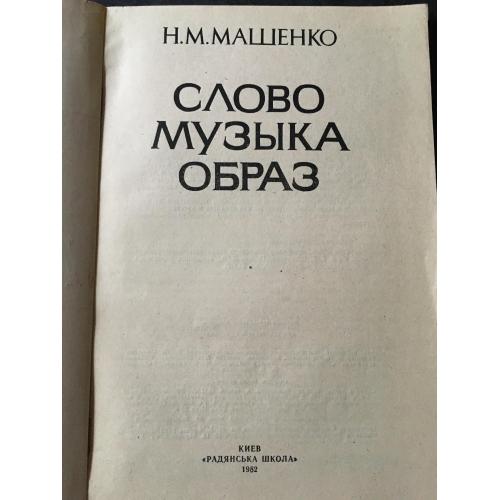 Н.М.МАЩЕНКО
СЛОВО
МУЗЫКА
ОБРАЗ
КИЕВ
«РАДЯНСЬКА ШКОЛА»
1982